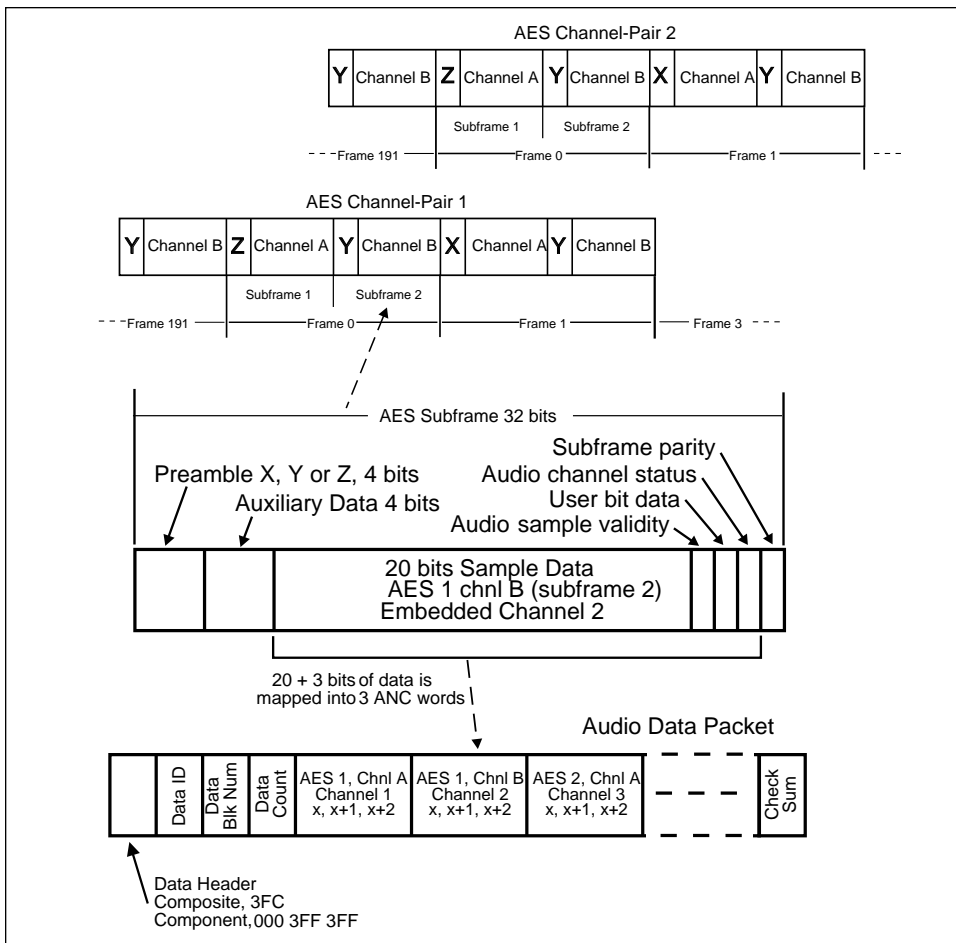 AES Channel-Pair 2
Y Channel B Z Channel A Y Channel B X Channel A Y Channel B
Subframe 1 Subframe 2
Frame 191 Frame 0 Frame 1
AES Channel-Pair 1
Y Channel B Z Channel A Y Channel B X Channel A Y Channel B
Subframe 1 Subframe 2
Frame 191 Frame 0 Frame 1 Frame 3
AES Subframe 32 bits
Subframe parity
Preamble X, Y or Z, 4 bits
Audio channel status
Auxiliary Data 4 bits
User bit data
Audio sample validity
20 bits Sample Data
AES 1 chnl B (subframe 2)
Embedded Channel 2
20 + 3 bits of data is
mapped into 3 ANC words
Audio Data Packet
Data ID
Data
Blk Num
Data
Count
AES 1, Chnl A
Channel 1
x, x+1, x+2
AES 1, Chnl B
Channel 2
x, x+1, x+2
AES 2, Chnl A
Channel 3
x, x+1, x+2
Check
Sum
Data Header
Composite, 3FC
Component, 000 3FF 3FF